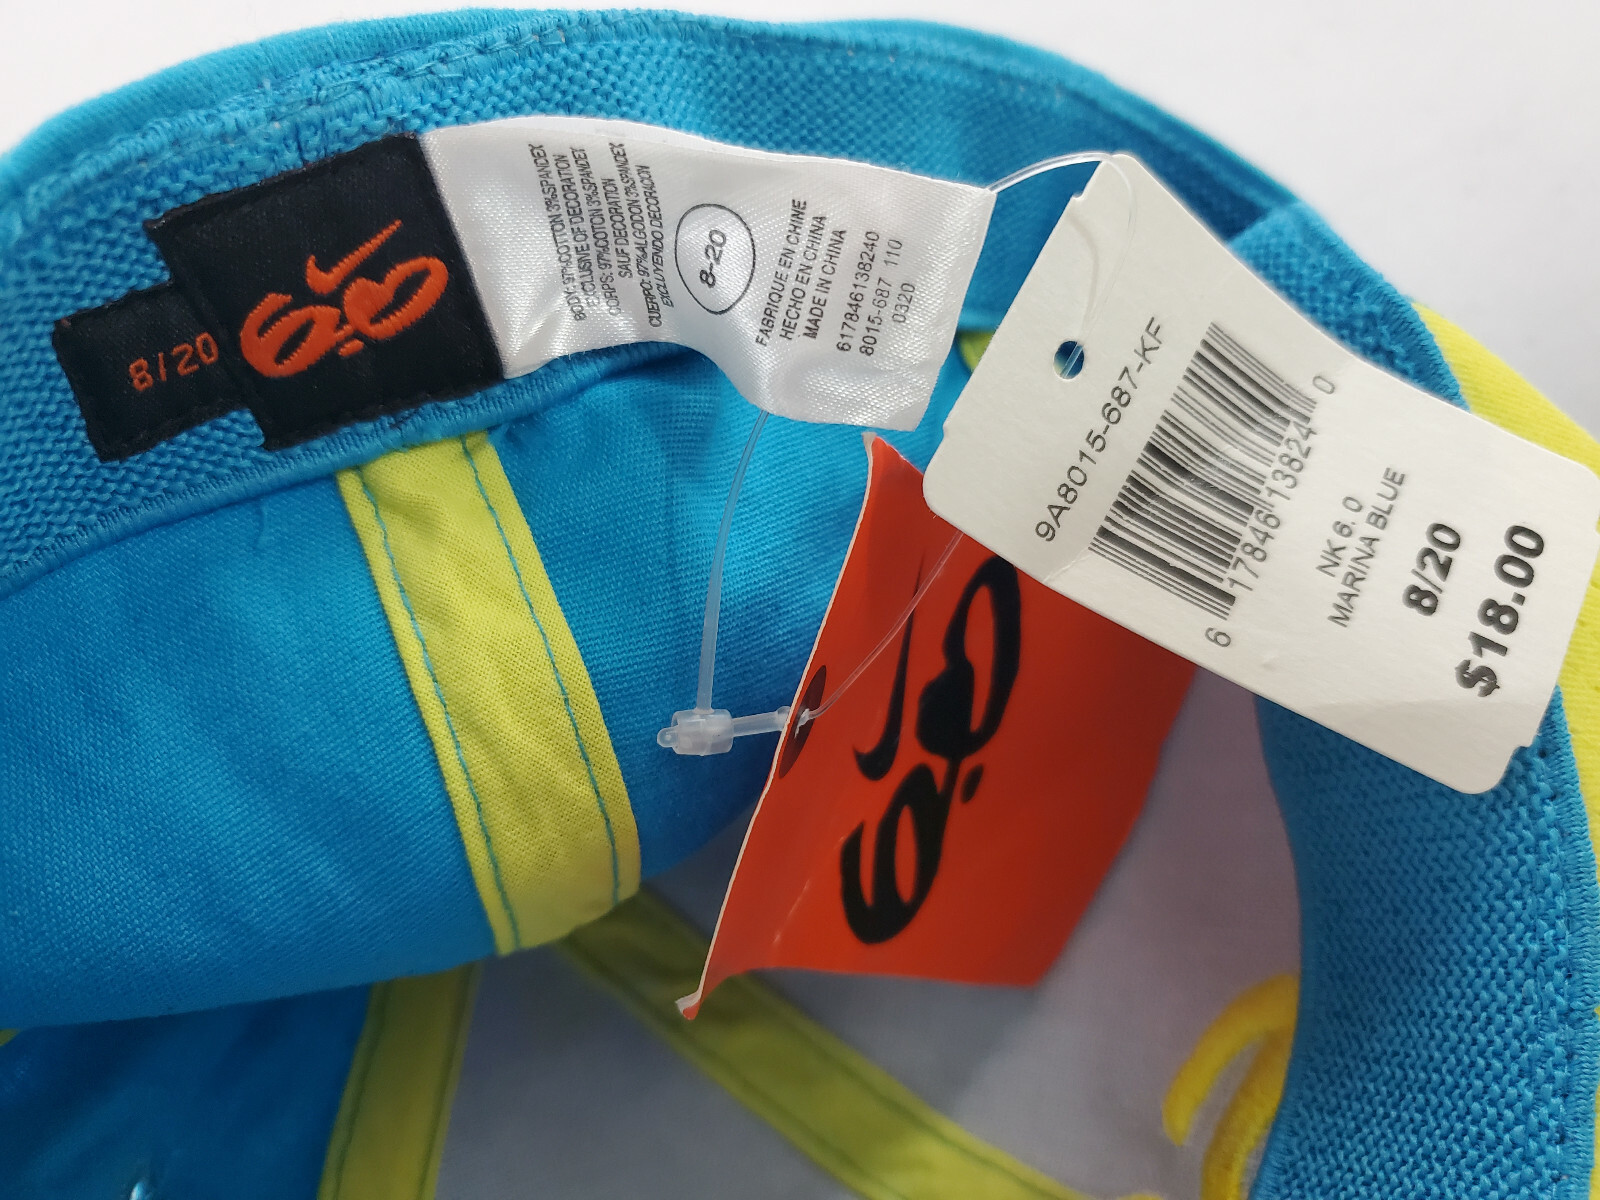 8/20
6.0
BODY: 97%COTTON 3%SPANDEX
EXCLUSIVE OF DECORATION
CORPS: 97%COTON 3%SPANDEX
SAUF DECORATION
CUERPO: 97%ALGODON 3%SPANDEX
EXCLUYENDO DECORACION
8-20
FABRIQUE EN CHINE
HECHO EN CHINA
MADE IN CHINA
617846138240
8015-687 110
0320
6.0
9A8015-687-KF
6 17846 13824 0
NK 6.0
MARINA BLUE
8/20
$18.00